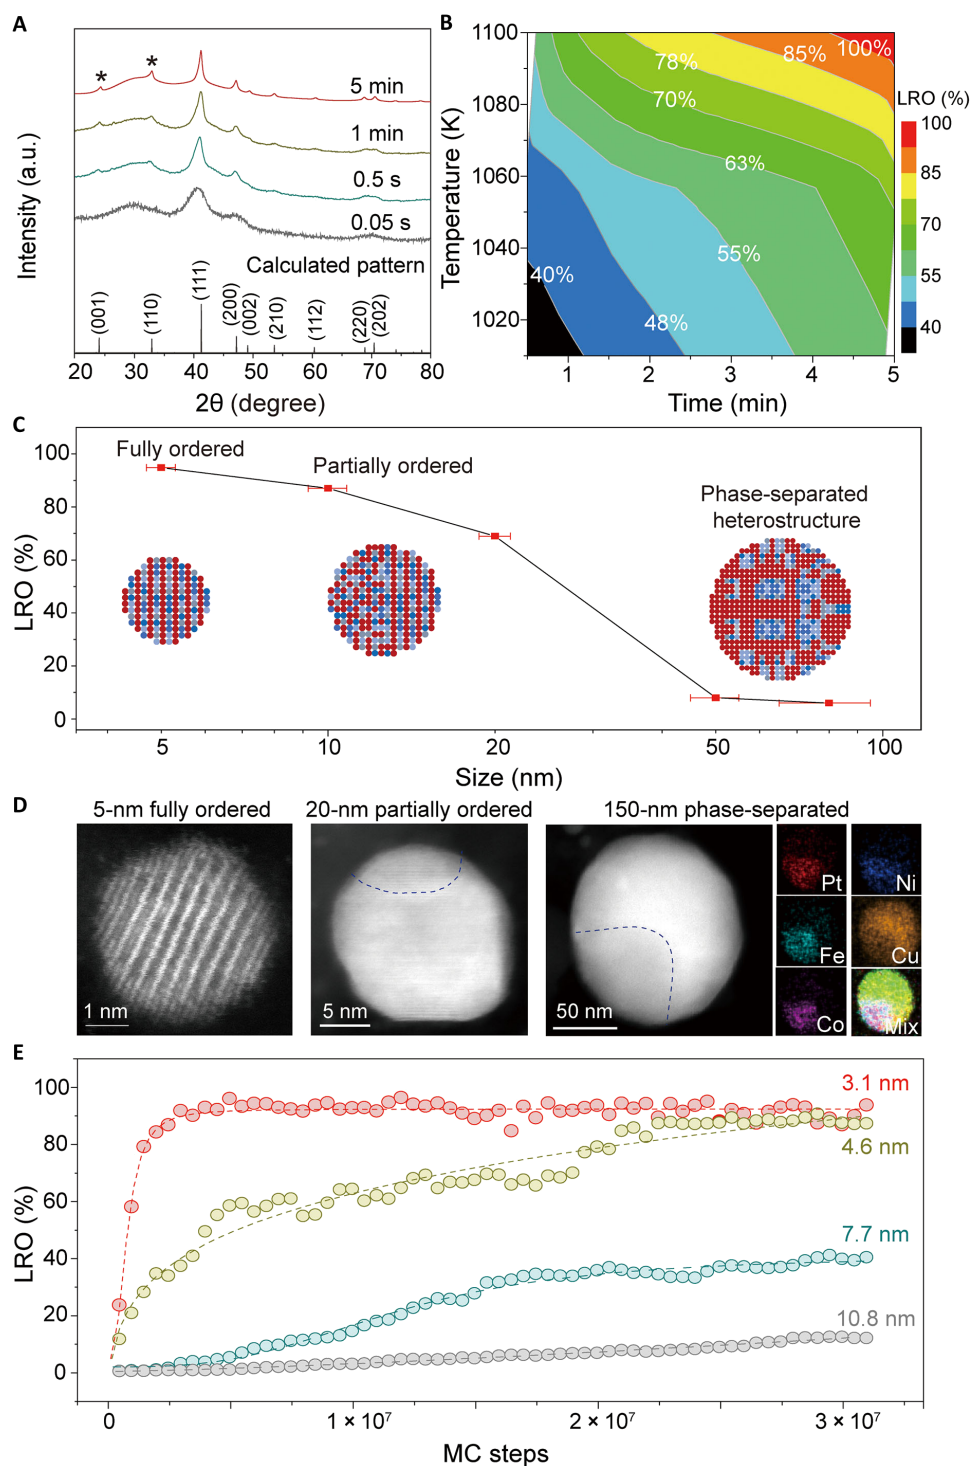 A
Intensity (a.u.)
* *
5 min
1 min
0.5 s
0.05 s
Calculated pattern
(001)
(110)
(111)
(200)
(002)
(210)
(112)
(220)
(202)
20 30 40 50 60 70 80
2θ (degree)
B
Temperature (K)
1100
1080
1060
1040
1020
78%
85%
100%
70%
63%
55%
40%
48%
1 2 3 4 5
Time (min)
LRO (%)
100
85
70
55
40
C
LRO (%)
100
80
60
40
20
0
Fully ordered
Partially ordered
Phase-separated
heterostructure
5 10 20 50 100
Size (nm)
D
5-nm fully ordered
20-nm partially ordered
150-nm phase-separated
1 nm
5 nm
50 nm
Pt
Ni
Fe
Cu
Co
Mix
E
LRO (%)
100
80
60
40
20
0
3.1 nm
4.6 nm
7.7 nm
10.8 nm
0 1 × 10⁷ 2 × 10⁷ 3 × 10⁷
MC steps